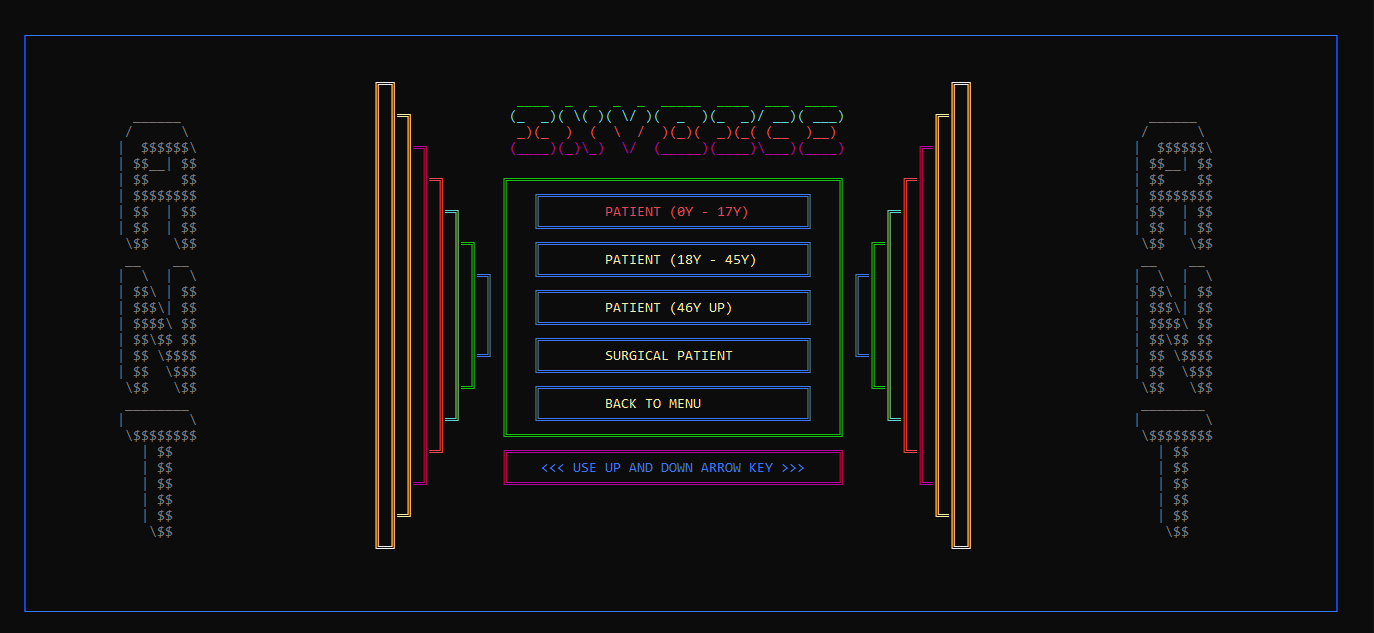 A
N
T
INVOICE
PATIENT (0Y - 17Y)
PATIENT (18Y - 45Y)
PATIENT (46Y UP)
SURGICAL PATIENT
BACK TO MENU
<<< USE UP AND DOWN ARROW KEY >>>
A
N
T